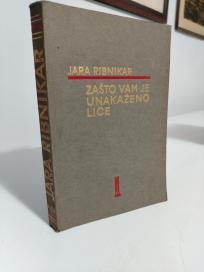 JARA RIBNIKAR
ZAŠTO VAM JE
UNAKAŽENO
LICE
JARA RIBNIKAR